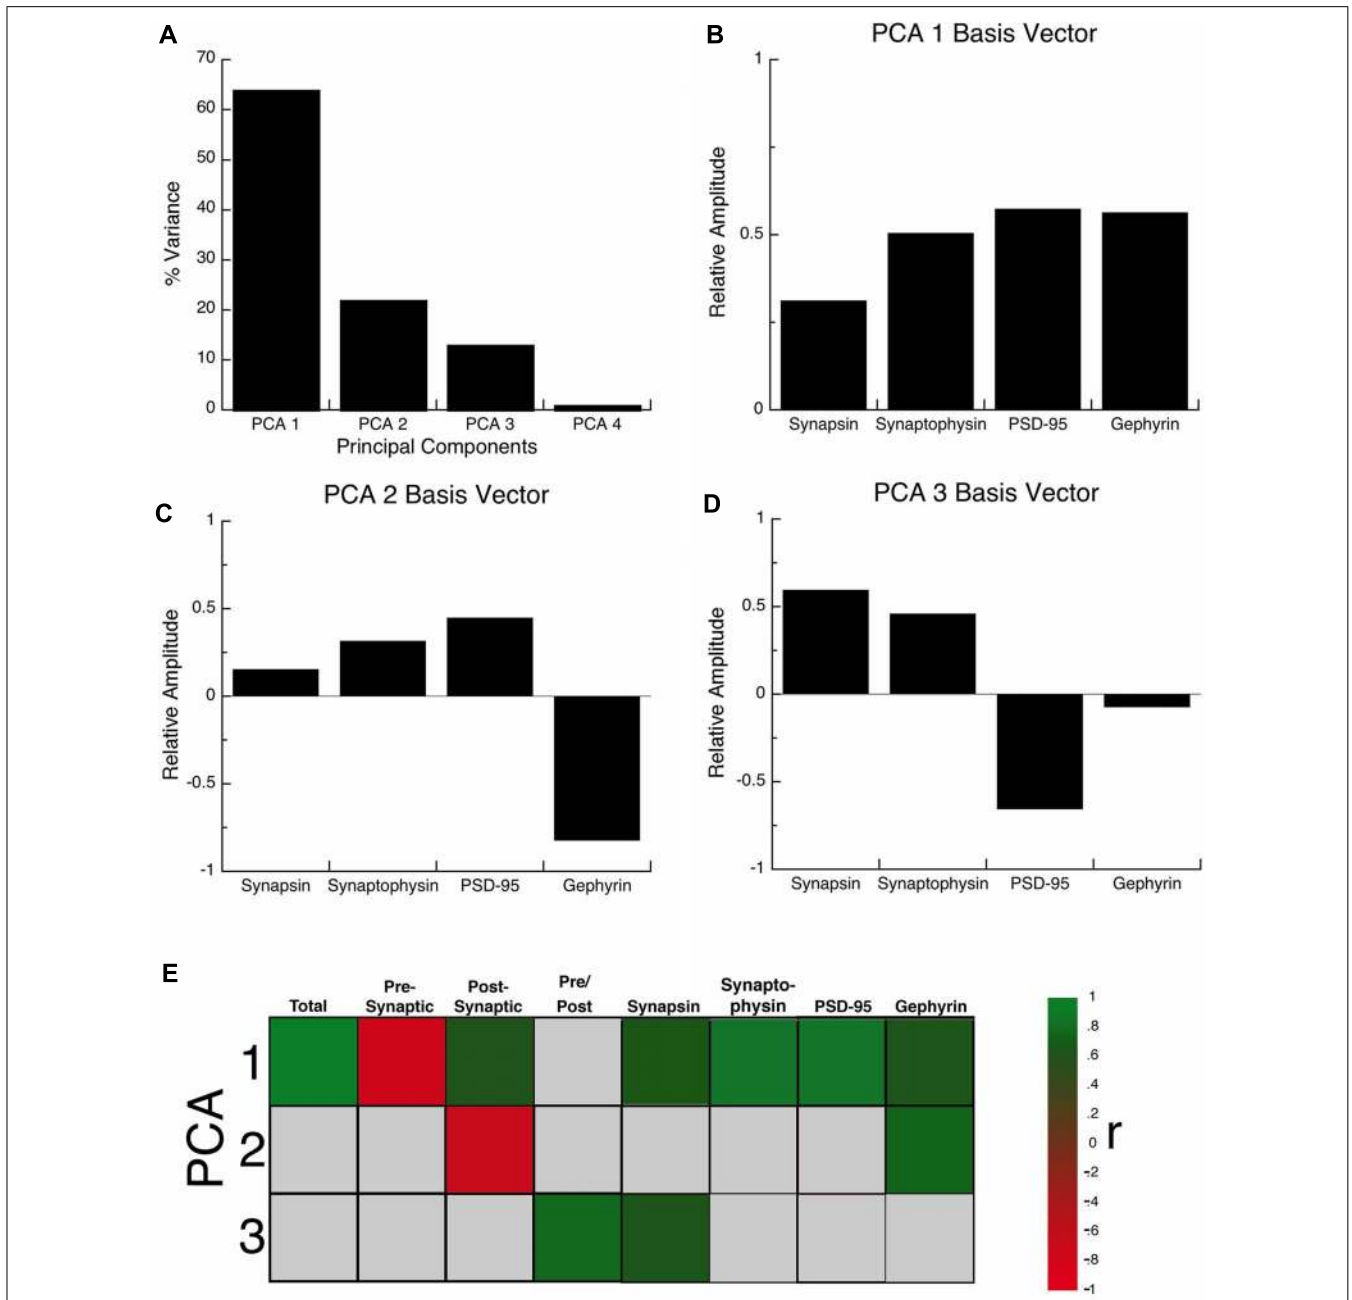 A
70
60
50
40
30
20
10
0
% Variance
PCA 1 PCA 2 PCA 3 PCA 4
Principal Components
B
PCA 1 Basis Vector
1
0.5
0
Relative Amplitude
Synapsin Synaptophysin PSD-95 Gephyrin
C
PCA 2 Basis Vector
1
0.5
0
-0.5
-1
Relative Amplitude
Synapsin Synaptophysin PSD-95 Gephyrin
D
PCA 3 Basis Vector
1
0.5
0
-0.5
-1
Relative Amplitude
Synapsin Synaptophysin PSD-95 Gephyrin
E
Total
Pre-
Synaptic
Post-
Synaptic
Pre/
Post
Synapsin
Synapto-
physin
PSD-95
Gephyrin
PCA
1
2
3
1
.8
.6
.4
.2
0
-.2
-.4
-.6
-.8
-1
r